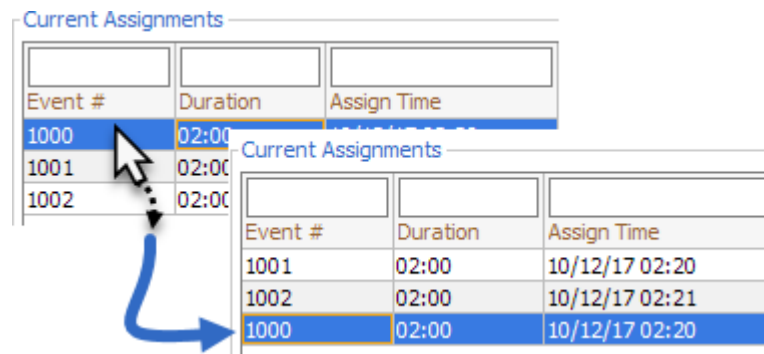 Current Assignments
Event # Duration Assign Time
1000 02:00
1001 02:00
1002 02:00
Current Assignments
Event # Duration Assign Time
1001 02:00 10/12/17 02:20
1002 02:00 10/12/17 02:21
1000 02:00 10/12/17 02:20